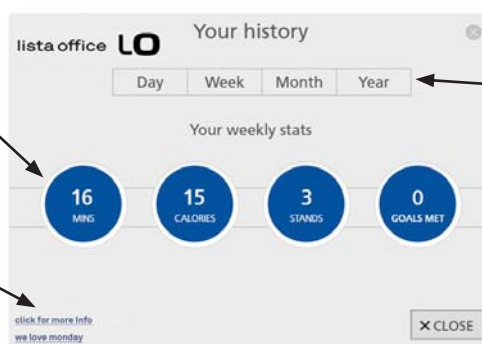 lista office LO
Your history
Day Week Month Year
Your weekly stats
16 15 3 0
MINS CALORIES STANDS GOALS MET
click for more Info
we love monday
X CLOSE